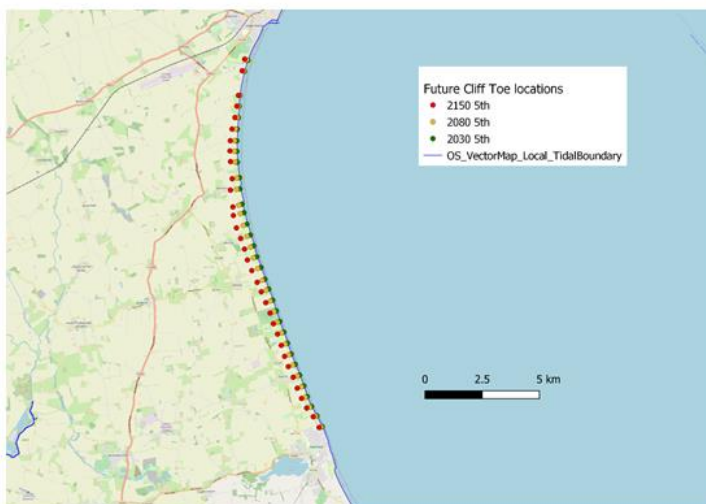 Future Cliff Toe locations
2150 5th
2080 5th
2030 5th
OS_VectorMap_Local_TidalBoundary
0 2.5 5 km